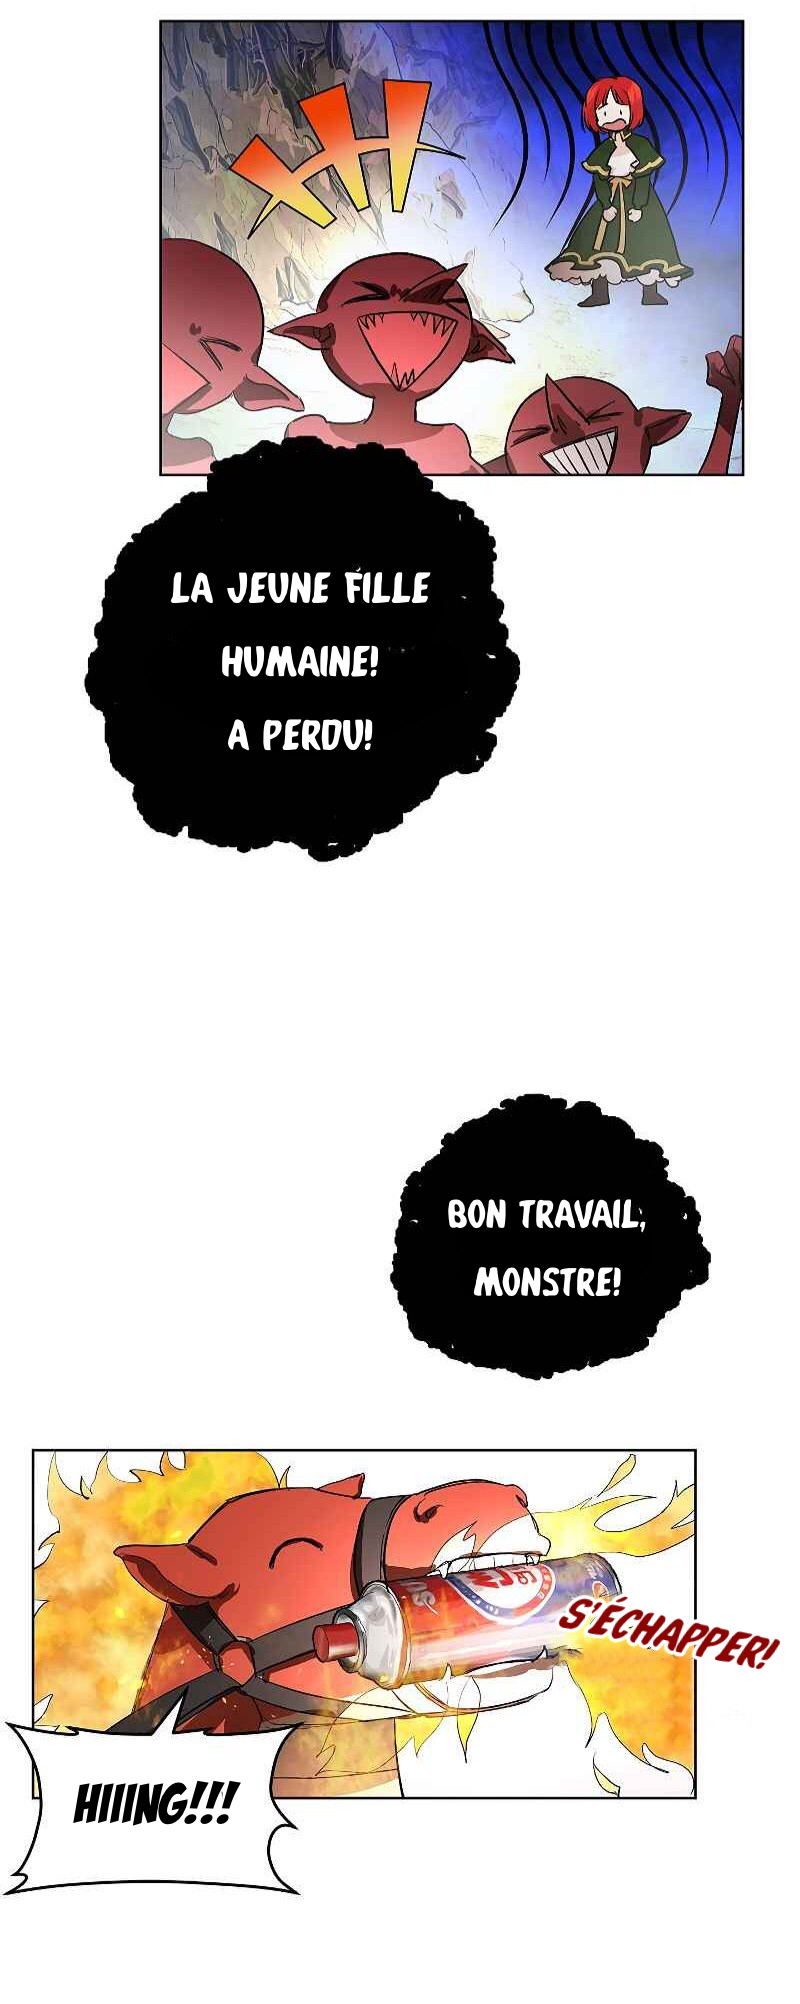 LA JEUNE FILLE
HUMAINE!
A PERDU!
BON TRAVAIL,
MONSTRE!
S'ÉCHAPPER!
HIIING!!!